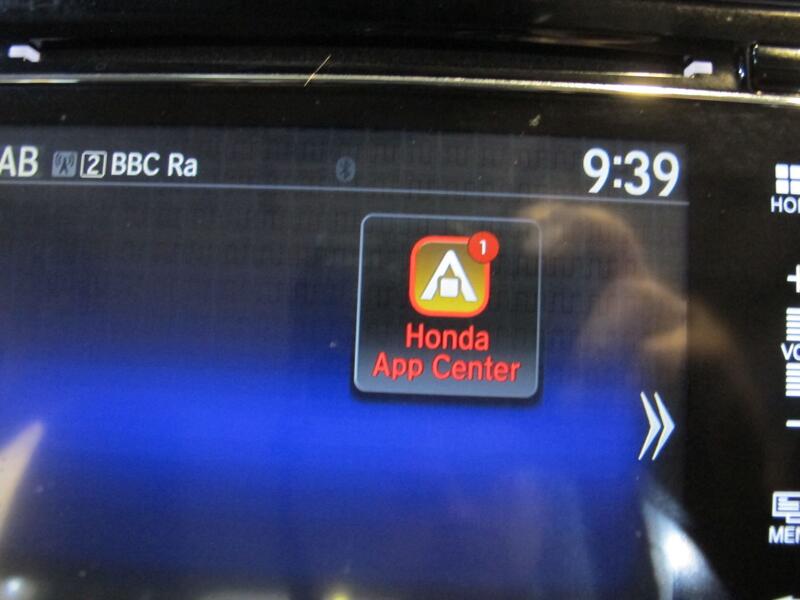 AB 2 BBC Ra 9:39
1
Honda
App Center
HO
+
VO
-
ME